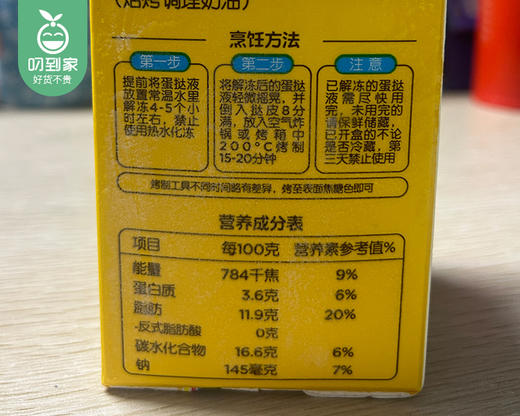 叨到家
好货不贵
(焙烤调理奶油)
烹饪方法
第一步
提前将蛋挞液
放置常温水里
解冻4-5个小
时左右，禁止
使用热水化冻
第二步
将解冻后的蛋挞
液轻微摇晃，并
倒入挞皮8分
满，放入空气炸
锅或烤箱中
200°C烤制
15-20分钟
注意
已解冻的蛋挞
液需尽快用
完，未用完的
请保鲜储藏，
已开盒的不论
是否冷藏，第
三天禁止使用
烤制工具不同时间略有差异，烤至表面焦糖色即可
营养成分表
项目 每100克 营养素参考值%
能量 784千焦 9%
蛋白质 3.6克 6%
脂肪 11.9克 20%
-反式脂肪酸 0克
碳水化合物 16.6克 6%
钠 145毫克 7%